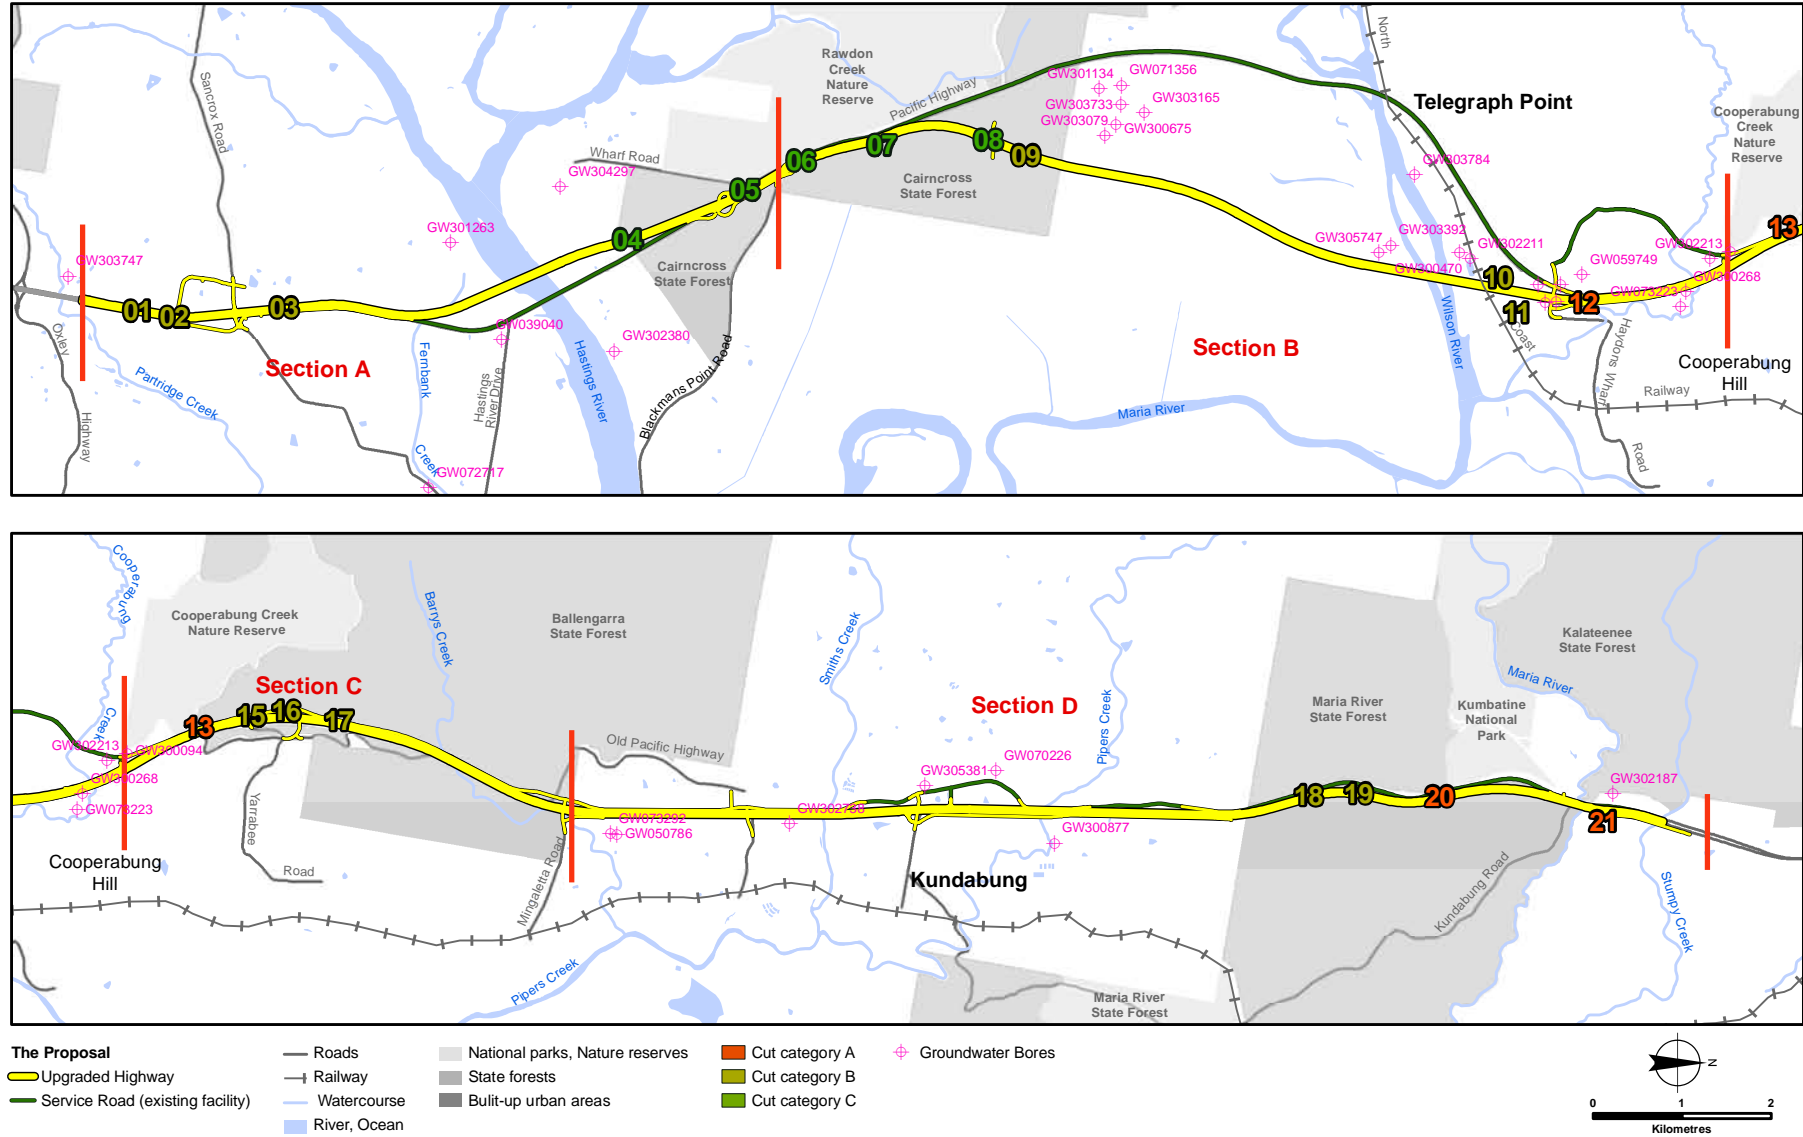 Rawdon
Creek
Nature
Reserve
Pacific Highway
GW301134
GW071356
GW303733
GW303165
GW303079
GW300675
North
Telegraph Point
Cooperabung
Creek
Nature
Reserve
Sancrox Road
Wharf Road
GW304297
Cairncross
State Forest
GW303784
GW301263
GW303747
GW305747
GW303392
GW302211
GW300470
GW059749
GW302213
GW300268
GW073223
01
02
03
04
05
06
07
08
09
10
11
12
13
Cairncross
State Forest
Oxley
Highway
Section A
Partridge Creek
Fernbank
Creek
GW039040
Hastings
River Drive
GW072717
Hastings River
GW302380
Blackmans Point Road
Section B
Maria River
Wilson River
Coast
Haydons Wharf
Road
Railway
Cooperabung
Hill
Cooperabung
Creek
Cooperabung Creek
Nature Reserve
Barrys Creek
Ballengarra
State Forest
Smiths Creek
Section C
Section D
Pipers Creek
Maria River
State Forest
Kumbatine
National
Park
Kalateenee
State Forest
Maria River
13
15
16
17
18
19
20
21
GW302213
GW300094
GW300268
GW073223
Cooperabung
Hill
Yarrabee
Road
Old Pacific Highway
Mingaletta Road
GW073292
GW050786
GW302738
GW305381
GW070226
GW300877
GW302187
Kundabung
Kundabung Road
Stumpy Creek
Pipers Creek
Maria River
State Forest
The Proposal
Upgraded Highway
Service Road (existing facility)
Roads
Railway
Watercourse
River, Ocean
National parks, Nature reserves
State forests
Bulit-up urban areas
Cut category A
Cut category B
Cut category C
Groundwater Bores
N
0 1 2
Kilometres